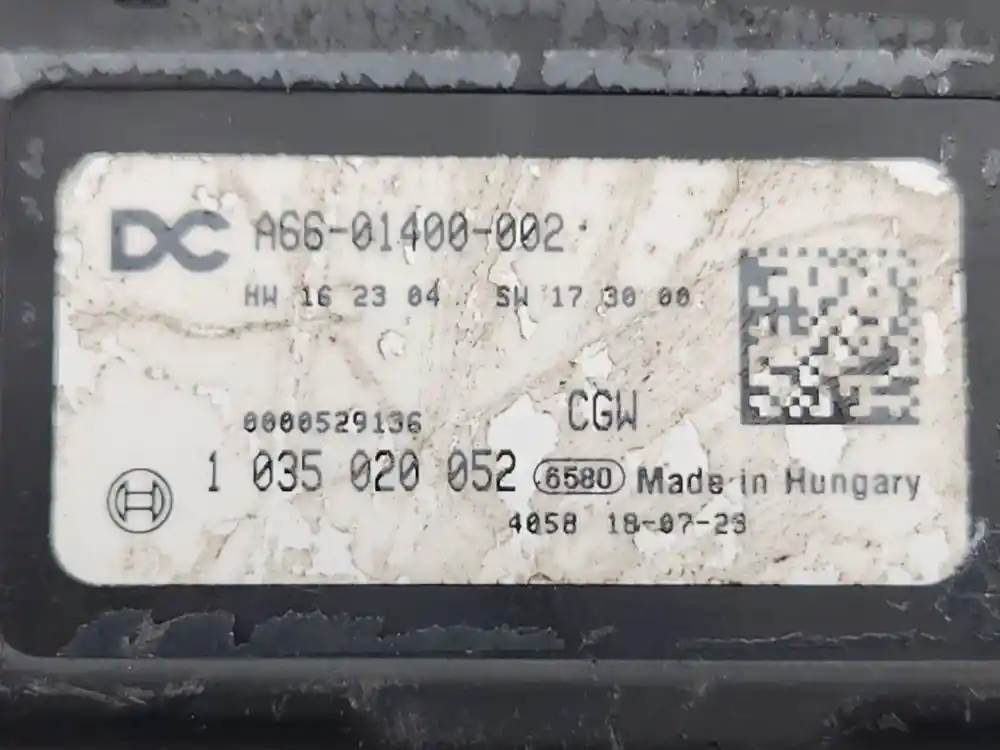 DC A66-01400-002
HW 16 23 04 SW 17 30 00
CGW
0000529136
1 035 020 052 6580 Made in Hungary
4058 18-07-23